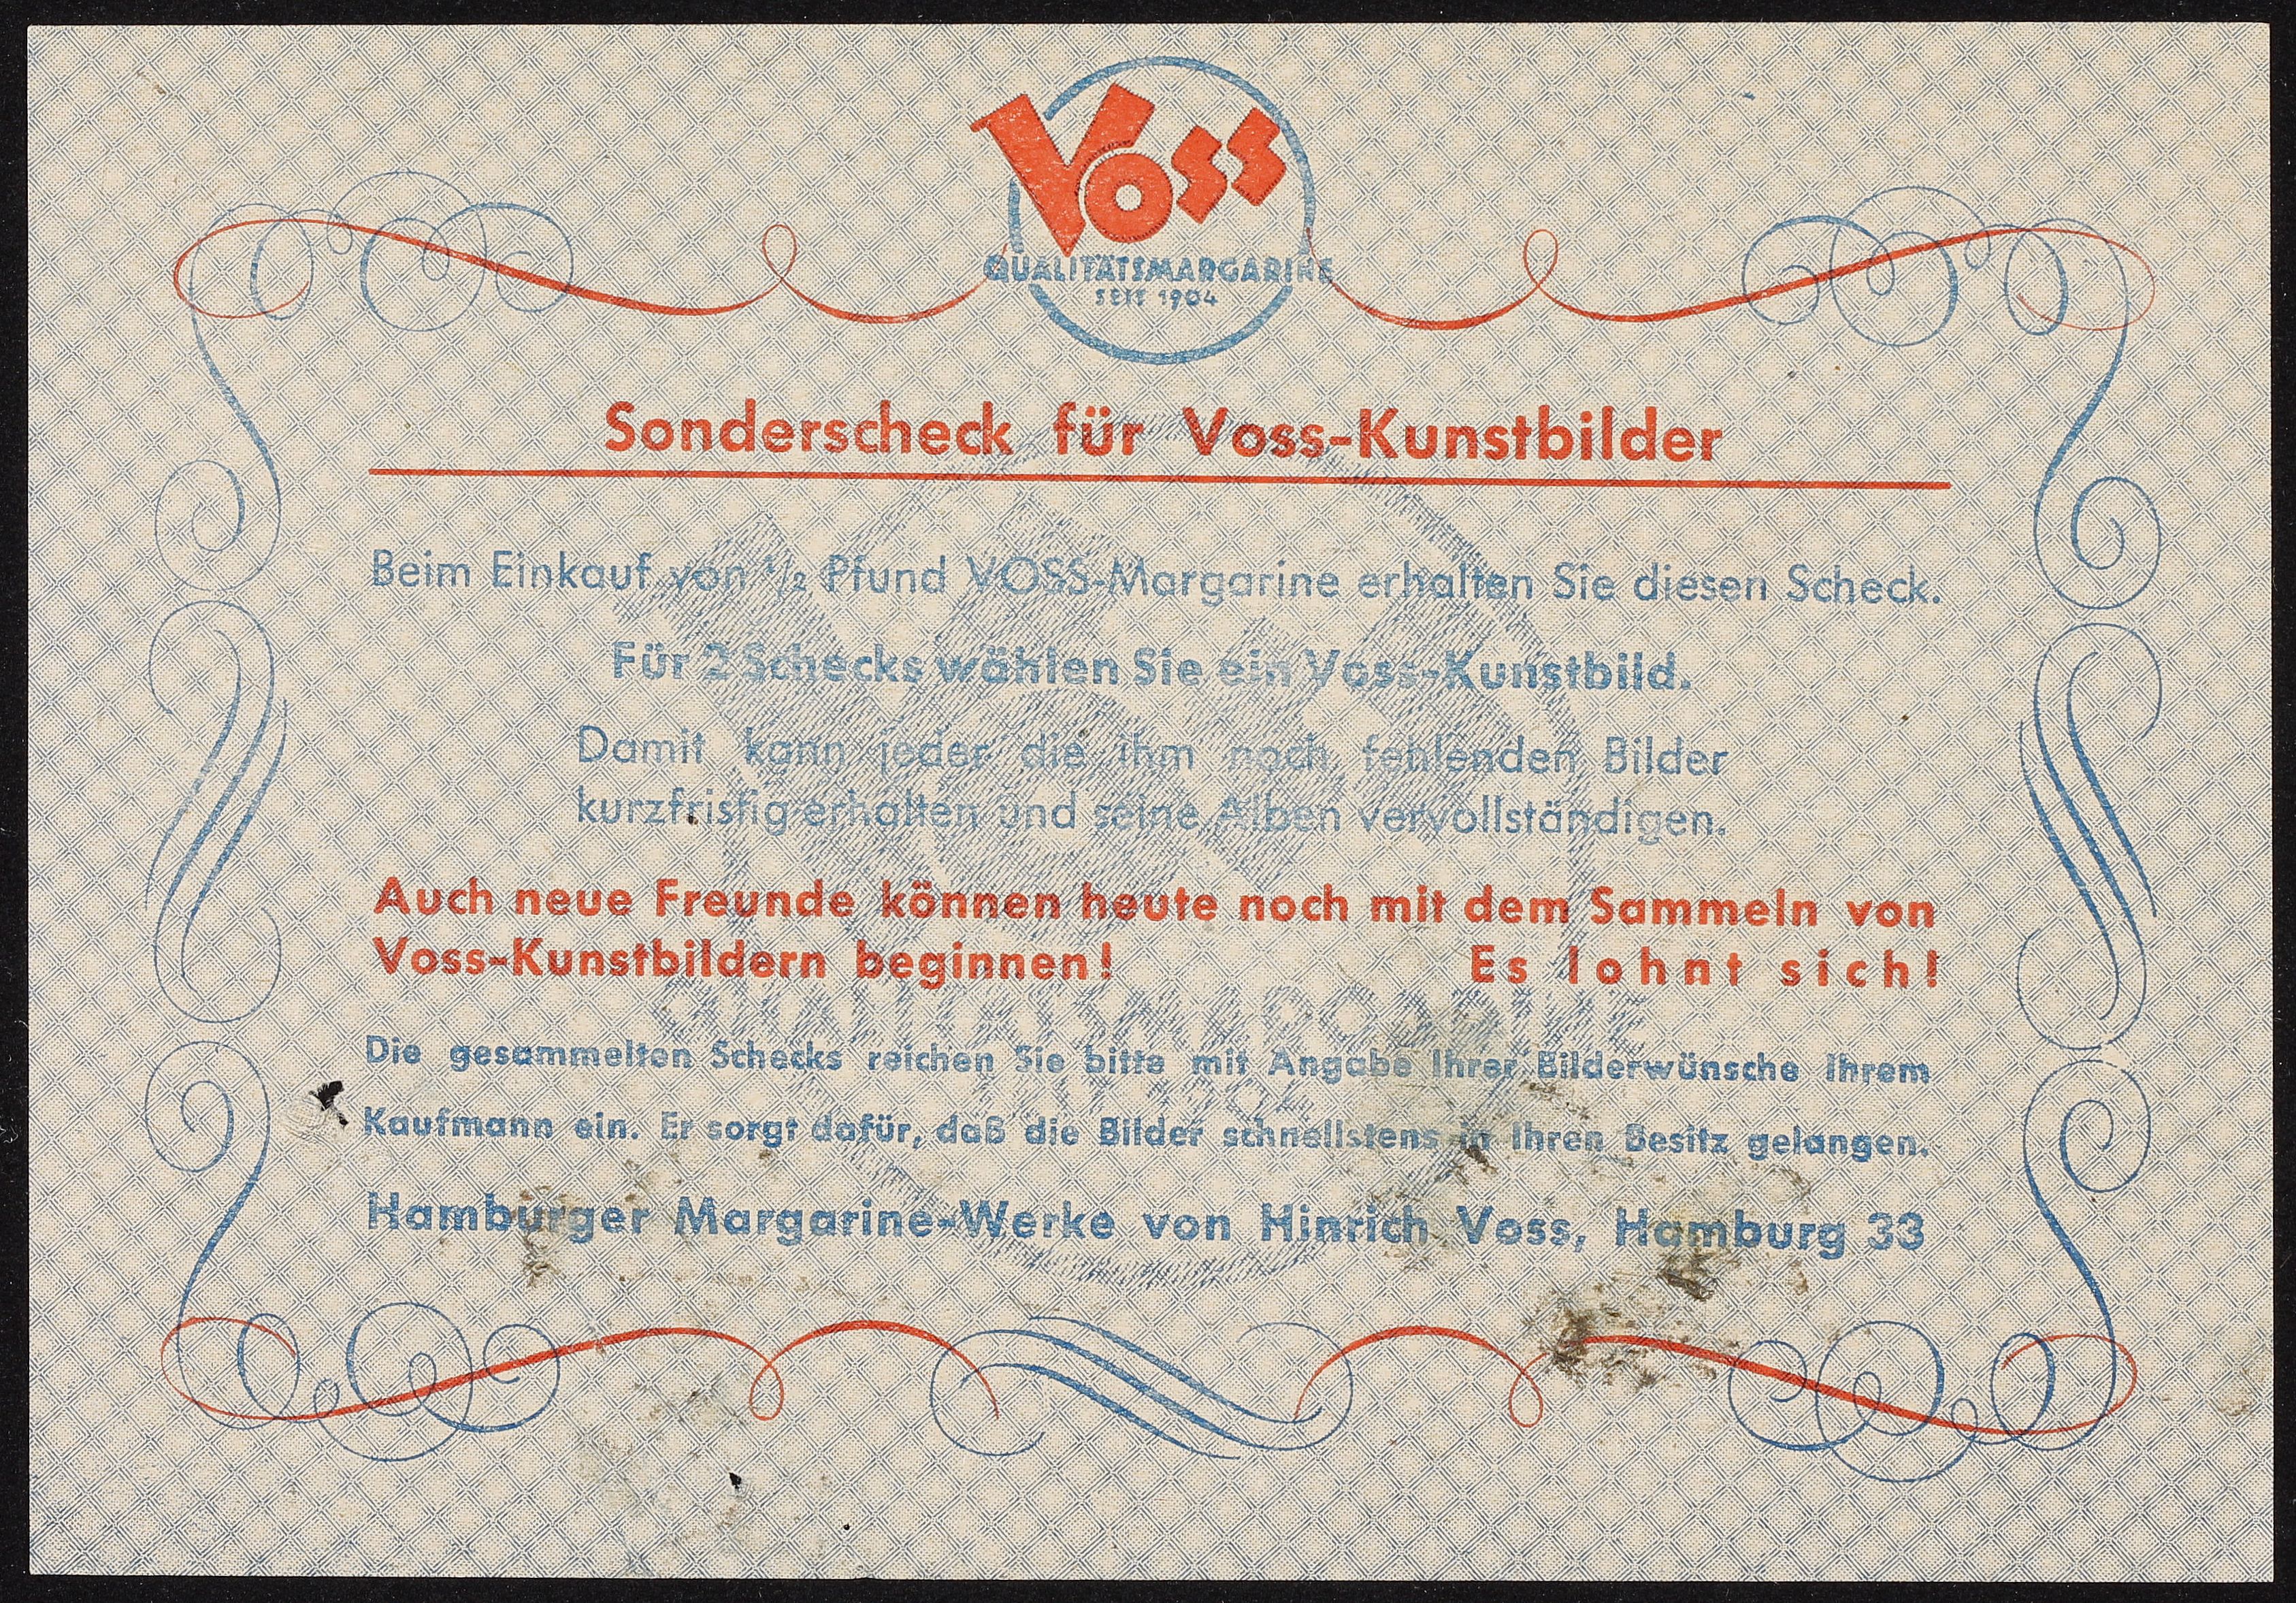 Voss
QUALITÄTSMARGARINE
SEIT 1904
Sonderscheck für Voss-Kunstbilder
Beim Einkauf von 1/2 Pfund VOSS-Margarine erhalten Sie diesen Scheck.
Für 2 Schecks wählen Sie ein Voss-Kunstbild.
Damit kann jeder die ihm noch fehlenden Bilder
kurzfristig erhalten und seine Alben vervollständigen.
Auch neue Freunde können heute noch mit dem Sammeln von
Voss-Kunstbildern beginnen! Es lohnt sich!
Die gesammelten Schecks reichen Sie bitte mit Angabe Ihrer Bilderwünsche Ihrem
Kaufmann ein. Er sorgt dafür, daß die Bilder schnellstens in Ihren Besitz gelangen.
Hamburger Margarine-Werke von Hinrich Voss, Hamburg 33